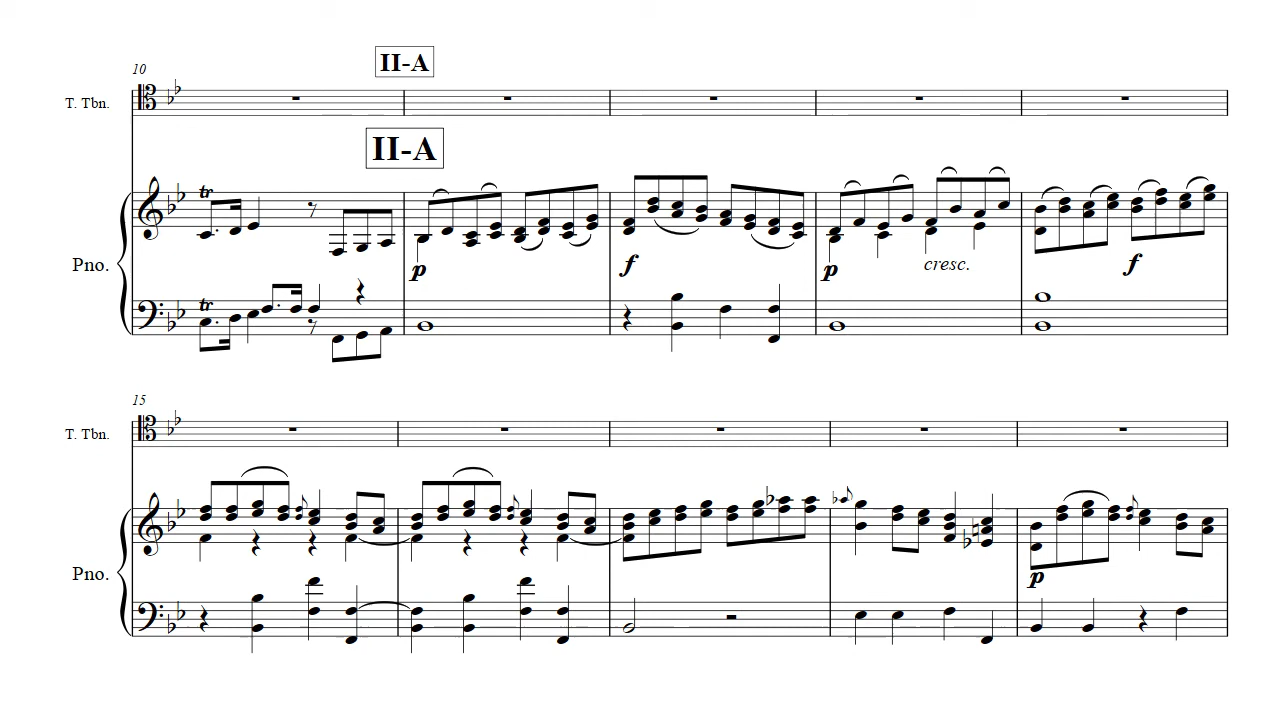 II-A
10
T. Tbn.
II-A
tr
Pno.
p
f
p
cresc.
f
tr
15
T. Tbn.
Pno.
p